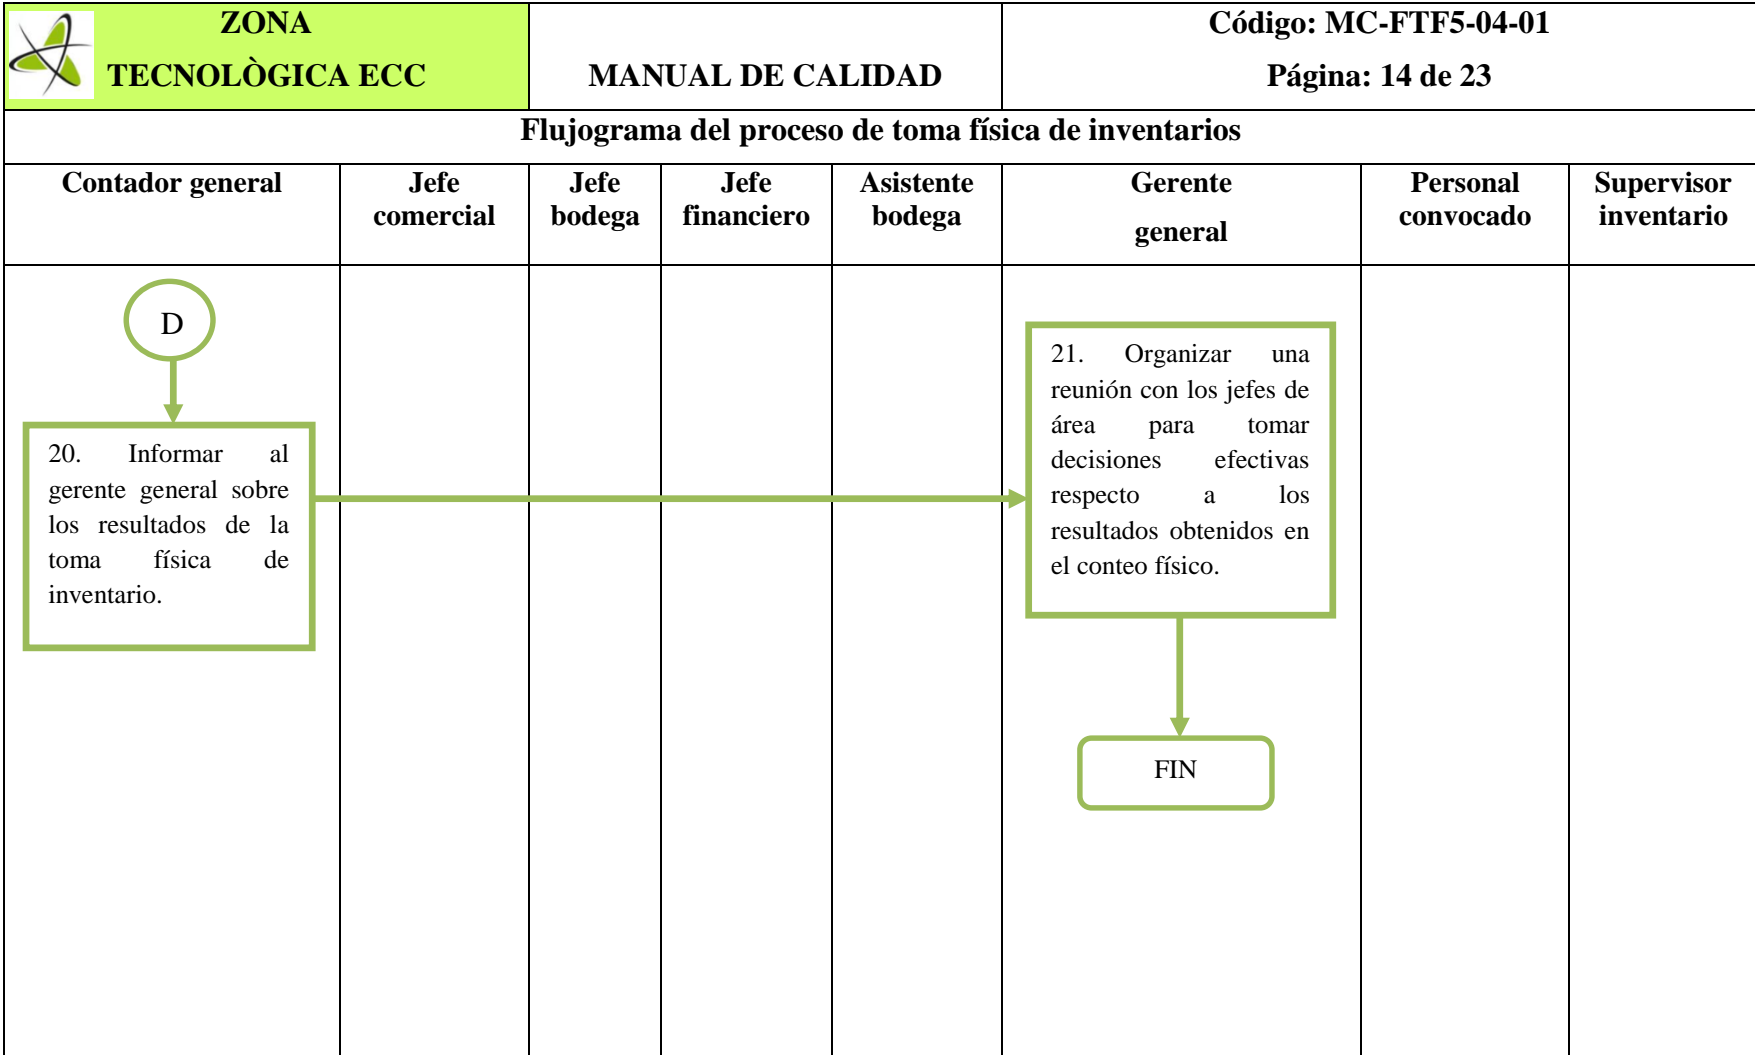 ZONA
TECNOLÒGICA ECC
MANUAL DE CALIDAD
Código: MC-FTF5-04-01
Página: 14 de 23
Flujograma del proceso de toma física de inventarios
Contador general
Jefe
comercial
Jefe
bodega
Jefe
financiero
Asistente
bodega
Gerente
general
Personal
convocado
Supervisor
inventario
D
20. Informar al
gerente general sobre
los resultados de la
toma física de
inventario.
21. Organizar una
reunión con los jefes de
área para tomar
decisiones efectivas
respecto a los
resultados obtenidos en
el conteo físico.
FIN